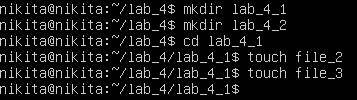 nikita@nikita:~/lab_4$ mkdir lab_4_1
nikita@nikita:~/lab_4$ mkdir lab_4_2
nikita@nikita:~/lab_4$ cd lab_4_1
nikita@nikita:~/lab_4/lab_4_1$ touch file_2
nikita@nikita:~/lab_4/lab_4_1$ touch file_3
nikita@nikita:~/lab_4/lab_4_1$